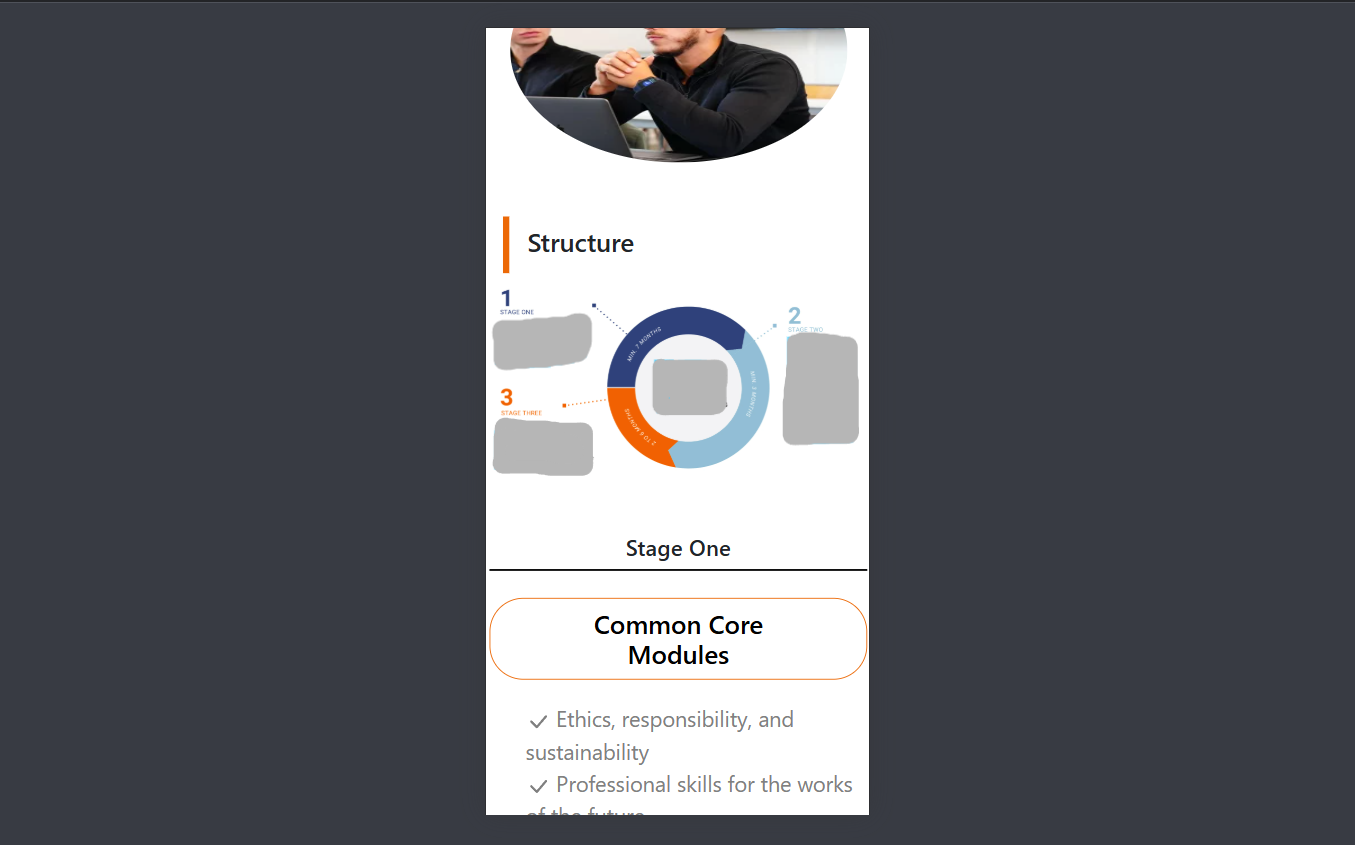 Structure
1
STAGE ONE
MIN. 7 MONTHS
2
STAGE TWO
MIN. 7 MONTHS
3
STAGE THREE
2 TO 6 MONTHS
Stage One
Common Core
Modules
Ethics, responsibility, and
sustainability
Professional skills for the works
of the future